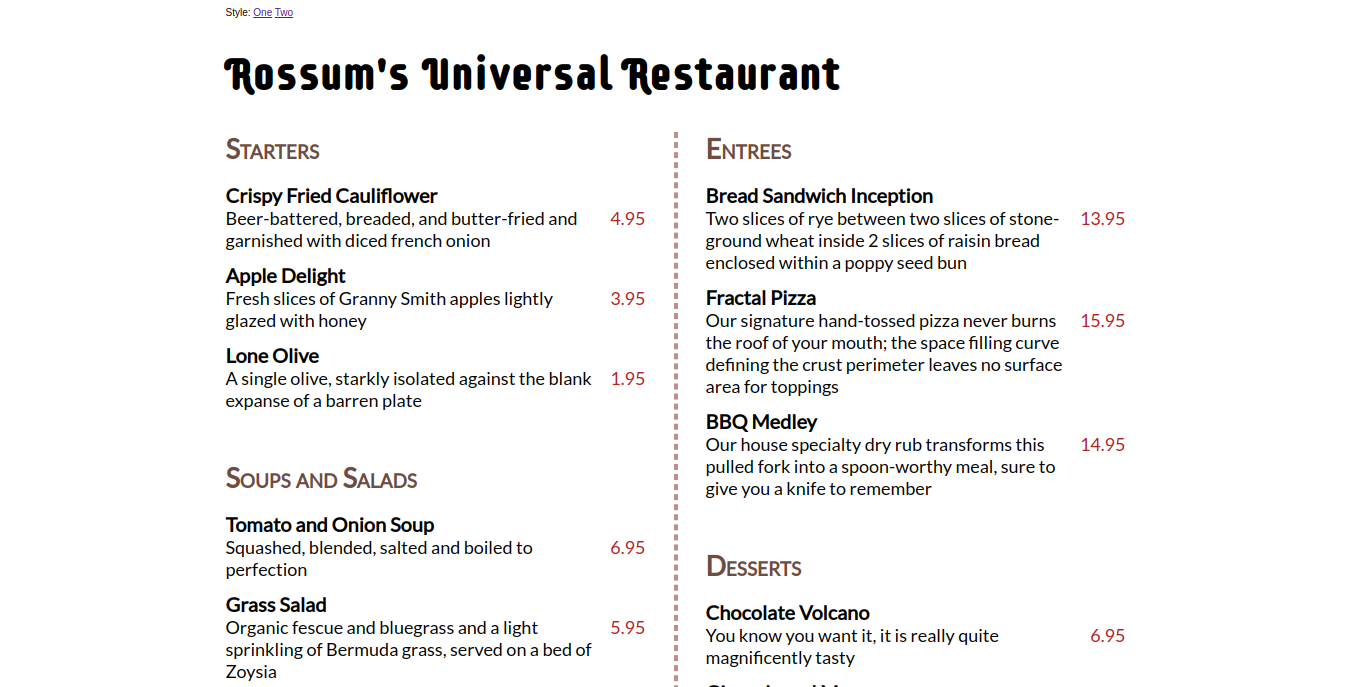 Style: One Two
Rossum's Universal Restaurant
Starters
Crispy Fried Cauliflower
Beer-battered, breaded, and butter-fried and 4.95
garnished with diced french onion
Apple Delight
Fresh slices of Granny Smith apples lightly 3.95
glazed with honey
Lone Olive
A single olive, starkly isolated against the blank 1.95
expanse of a barren plate
Soups and Salads
Tomato and Onion Soup
Squashed, blended, salted and boiled to 6.95
perfection
Grass Salad
Organic fescue and bluegrass and a light 5.95
sprinkling of Bermuda grass, served on a bed of
Zoysia
Entrees
Bread Sandwich Inception
Two slices of rye between two slices of stone- 13.95
ground wheat inside 2 slices of raisin bread
enclosed within a poppy seed bun
Fractal Pizza
Our signature hand-tossed pizza never burns 15.95
the roof of your mouth; the space filling curve
defining the crust perimeter leaves no surface
area for toppings
BBQ Medley
Our house specialty dry rub transforms this 14.95
pulled fork into a spoon-worthy meal, sure to
give you a knife to remember
Desserts
Chocolate Volcano
You know you want it, it is really quite 6.95
magnificently tasty